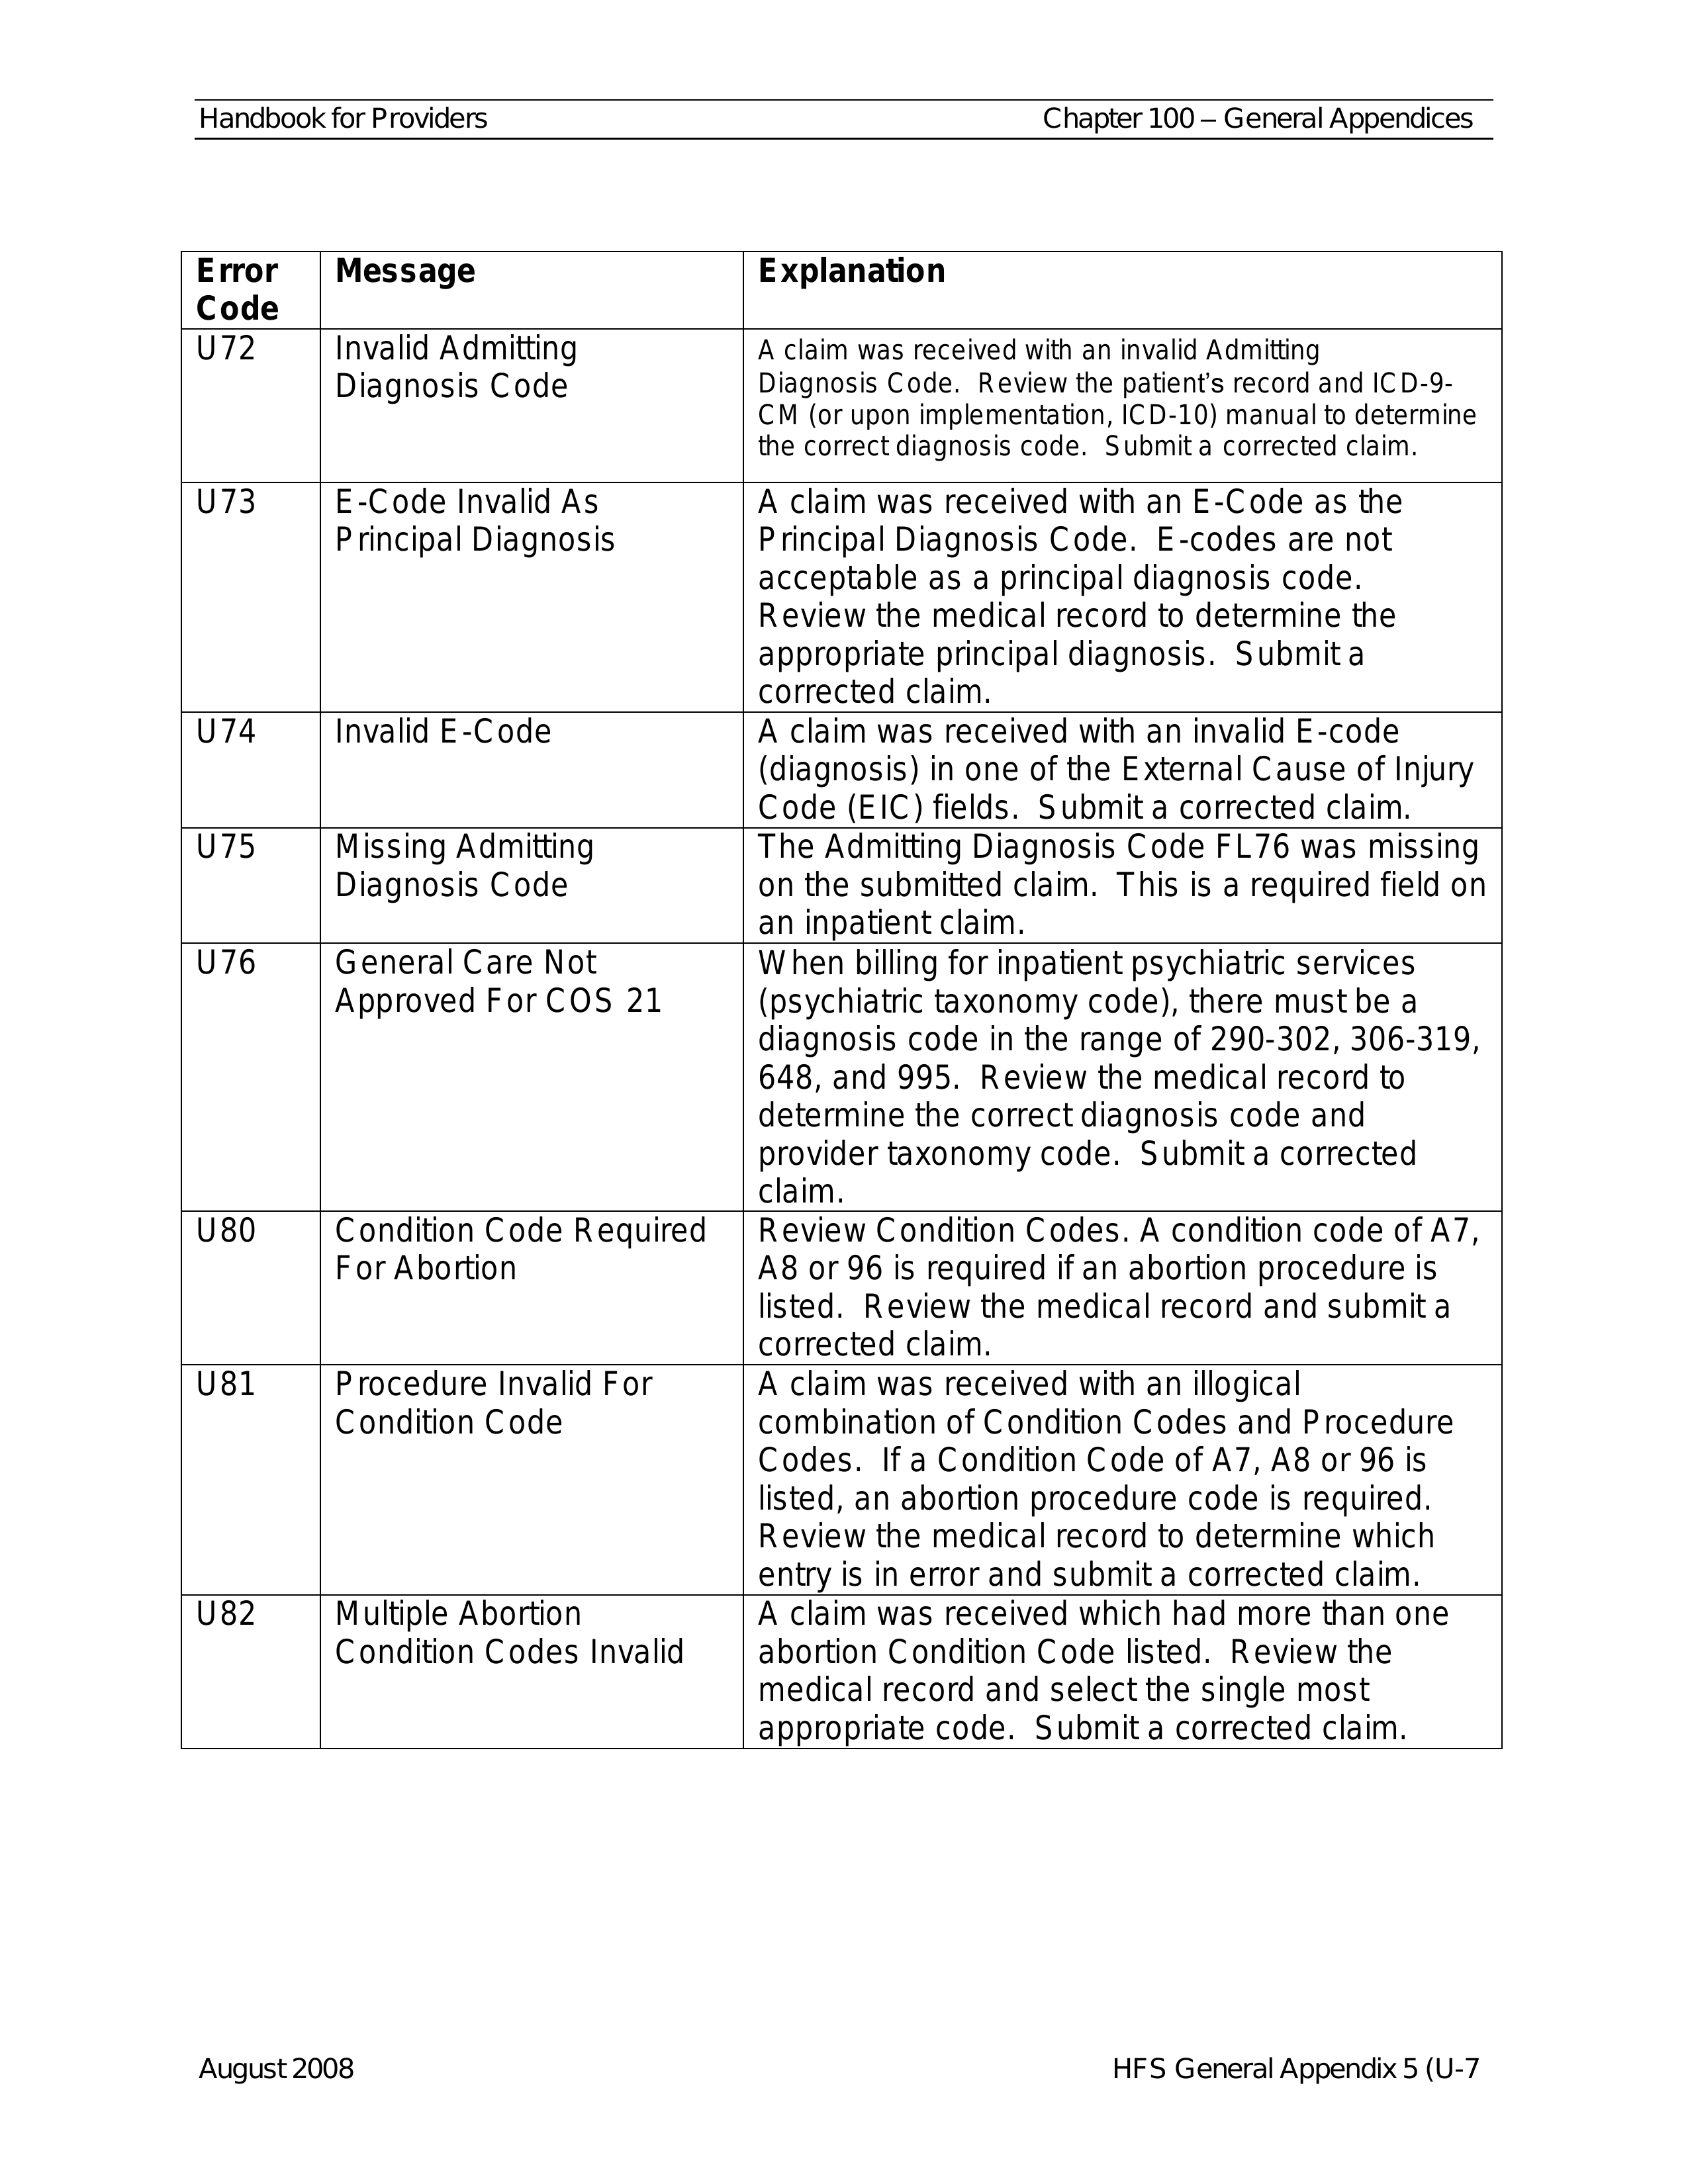 Handbook for Providers Chapter 100 – General Appendices
Error Code Message Explanation
U72 Invalid Admitting Diagnosis Code
A claim was received with an invalid Admitting
Diagnosis Code.  Review the patient's record and ICD-9-
CM (or upon implementation, ICD-10) manual to determine
the correct diagnosis code.  Submit a corrected claim.
U73 E-Code Invalid As Principal Diagnosis
A claim was received with an E-Code as the
Principal Diagnosis Code.  E-codes are not
acceptable as a principal diagnosis code.
Review the medical record to determine the
appropriate principal diagnosis.  Submit a
corrected claim.
U74 Invalid E-Code
A claim was received with an invalid E-code
(diagnosis) in one of the External Cause of Injury
Code (EIC) fields.  Submit a corrected claim.
U75 Missing Admitting Diagnosis Code
The Admitting Diagnosis Code FL76 was missing
on the submitted claim.  This is a required field on
an inpatient claim.
U76 General Care Not Approved For COS 21
When billing for inpatient psychiatric services
(psychiatric taxonomy code), there must be a
diagnosis code in the range of 290-302, 306-319,
648, and 995.  Review the medical record to
determine the correct diagnosis code and
provider taxonomy code.  Submit a corrected
claim.
U80 Condition Code Required For Abortion
Review Condition Codes. A condition code of A7,
A8 or 96 is required if an abortion procedure is
listed.  Review the medical record and submit a
corrected claim.
U81 Procedure Invalid For Condition Code
A claim was received with an illogical
combination of Condition Codes and Procedure
Codes.  If a Condition Code of A7, A8 or 96 is
listed, an abortion procedure code is required.
Review the medical record to determine which
entry is in error and submit a corrected claim.
U82 Multiple Abortion Condition Codes Invalid
A claim was received which had more than one
abortion Condition Code listed.  Review the
medical record and select the single most
appropriate code.  Submit a corrected claim.
August 2008 HFS General Appendix 5 (U-7